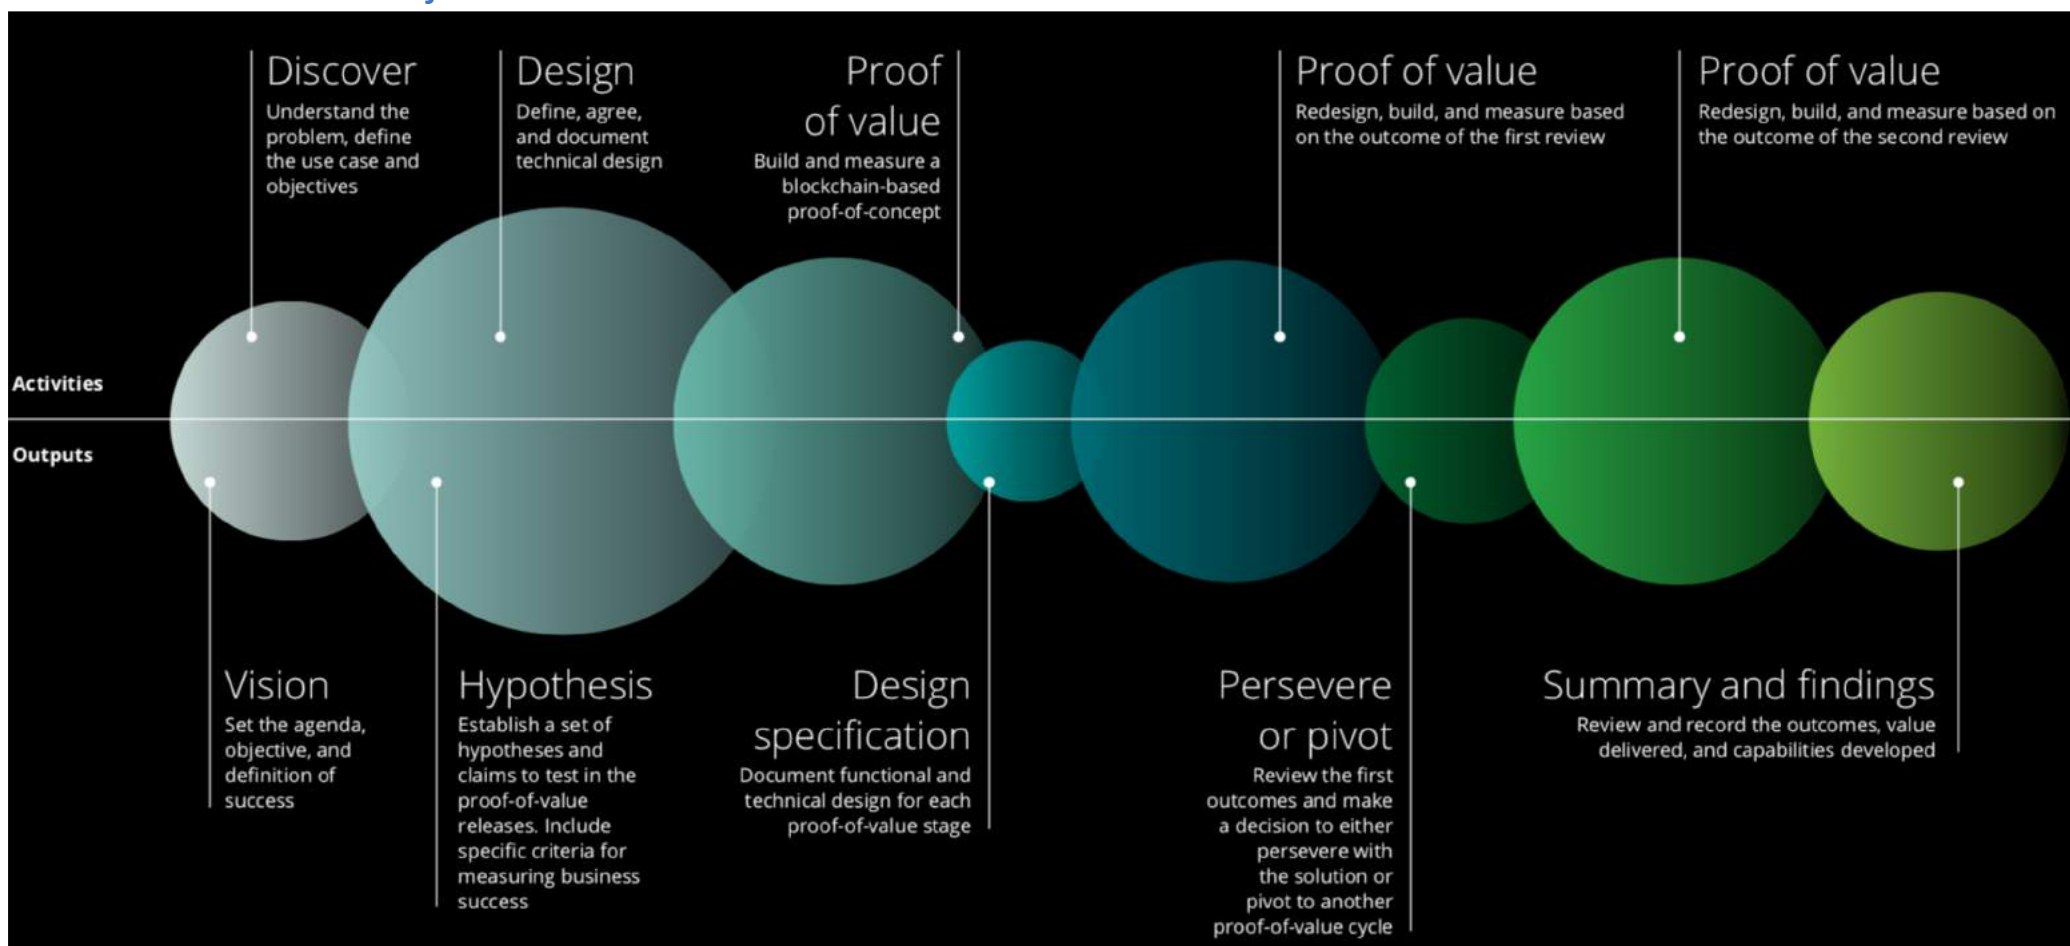 Discover
Understand the
problem, define
the use case and
objectives
Design
Define, agree,
and document
technical design
Proof
of value
Build and measure a
blockchain-based
proof-of-concept
Proof of value
Redesign, build, and measure based
on the outcome of the first review
Proof of value
Redesign, build, and measure based on
the outcome of the second review
Activities
Outputs
Vision
Set the agenda,
objective, and
definition of
success
Hypothesis
Establish a set of
hypotheses and
claims to test in the
proof-of-value
releases. Include
specific criteria for
measuring business
success
Design
specification
Document functional and
technical design for each
proof-of-value stage
Persevere
or pivot
Review the first
outcomes and make
a decision to either
persevere with
the solution or
pivot to another
proof-of-value cycle
Summary and findings
Review and record the outcomes, value
delivered, and capabilities developed